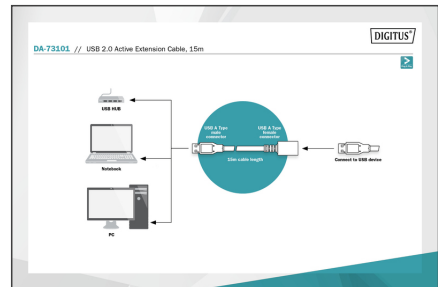 DIGITUS®
DA-73101 // USB 2.0 Active Extension Cable, 15m
USB HUB
USB A Type
male
connector
USB A Type
female
connector
15m cable length
Connect to USB device
Notebook
PC